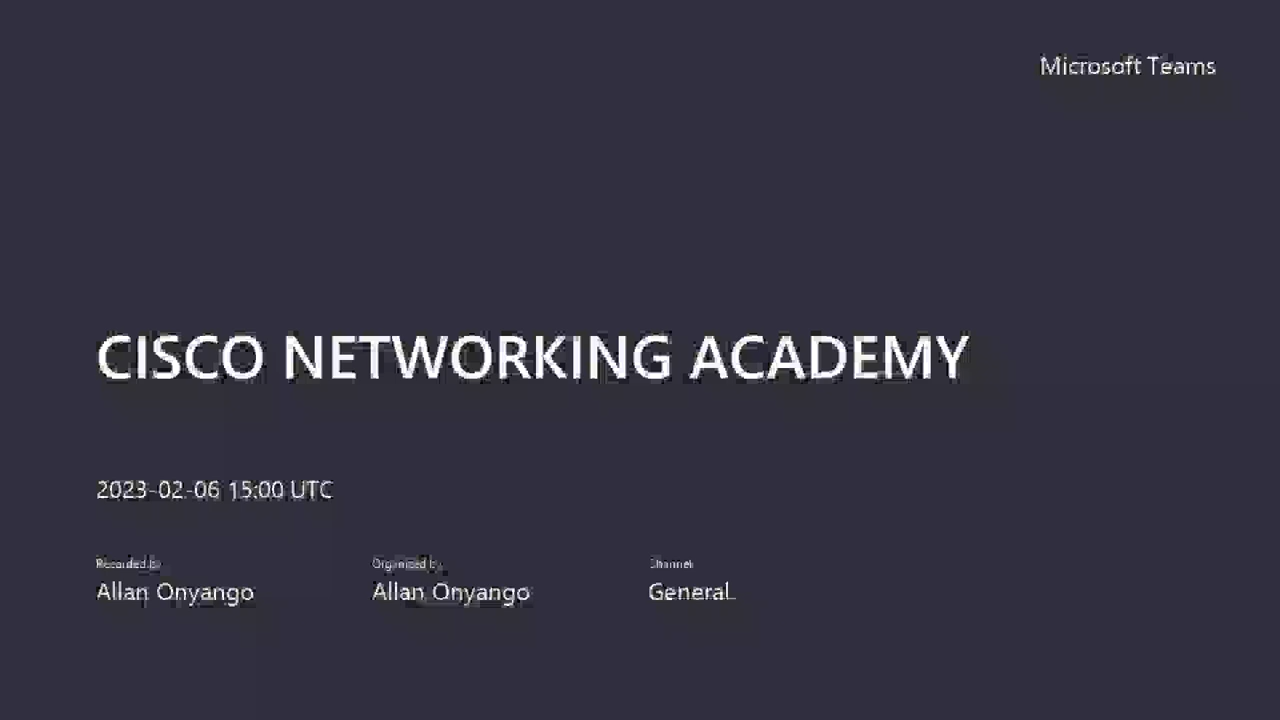 Microsoft Teams
CISCO NETWORKING ACADEMY
2023-02-06 15:00 UTC
Recorded by Organized by Channel
Allan Onyango Allan Onyango General